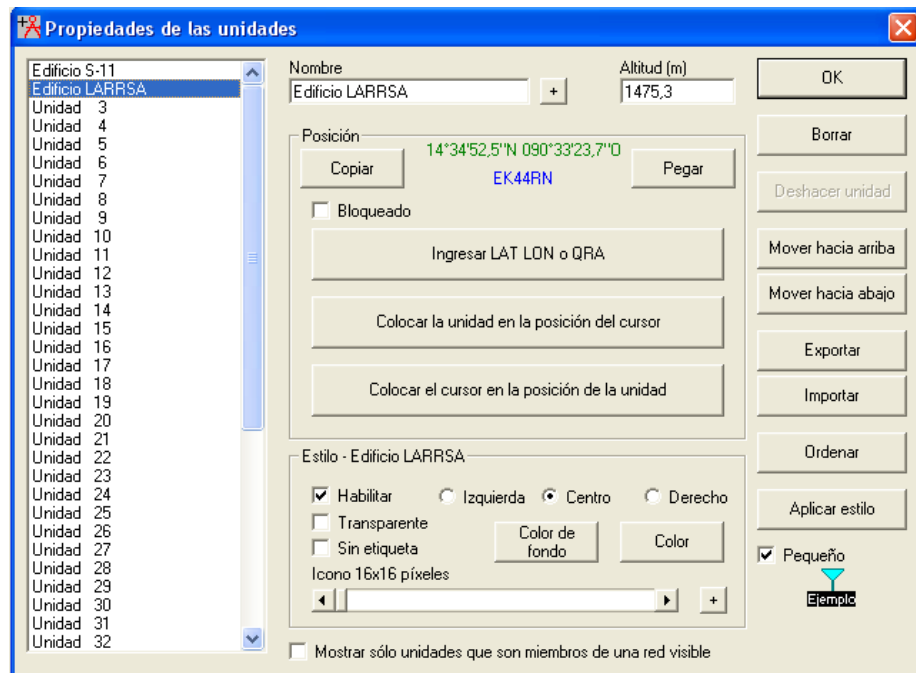 Propiedades de las unidades
Edificio S-11
Edificio LARRSA
Unidad 3
Unidad 4
Unidad 5
Unidad 6
Unidad 7
Unidad 8
Unidad 9
Unidad 10
Unidad 11
Unidad 12
Unidad 13
Unidad 14
Unidad 15
Unidad 16
Unidad 17
Unidad 18
Unidad 19
Unidad 20
Unidad 21
Unidad 22
Unidad 23
Unidad 24
Unidad 25
Unidad 26
Unidad 27
Unidad 28
Unidad 29
Unidad 30
Unidad 31
Unidad 32
Nombre
Edificio LARRSA
+
Altitud (m)
1475,3
Posición
Copiar
14°34'52,5"N 090°33'23,7"O
EK44RN
Pegar
Bloqueado
Ingresar LAT LON o QRA
Colocar la unidad en la posición del cursor
Colocar el cursor en la posición de la unidad
Estilo - Edificio LARRSA
Habilitar Izquierda Centro Derecho
Transparente
Sin etiqueta
Color de fondo
Color
Icono 16x16 píxeles
+
Mostrar sólo unidades que son miembros de una red visible
OK
Borrar
Deshacer unidad
Mover hacia arriba
Mover hacia abajo
Exportar
Importar
Ordenar
Aplicar estilo
Pequeño
Ejemplo